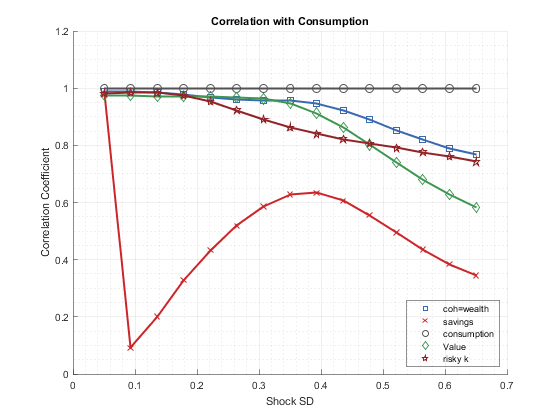 Correlation with Consumption
1.2
1
0.8
0.6
0.4
0.2
0
Correlation Coefficient
coh=wealth
savings
consumption
Value
risky k
0 0.1 0.2 0.3 0.4 0.5 0.6 0.7
Shock SD